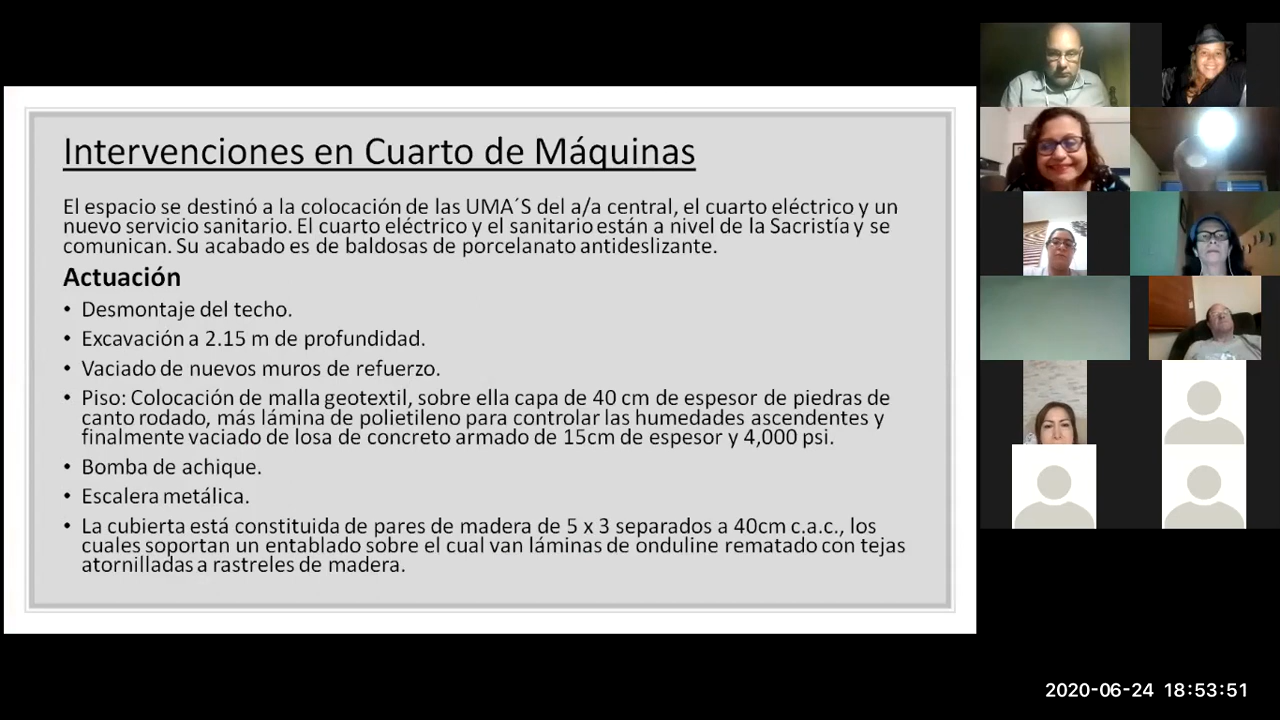 Intervenciones en Cuarto de Máquinas
El espacio se destinó a la colocación de las UMA´S del a/a central, el cuarto eléctrico y un
nuevo servicio sanitario. El cuarto eléctrico y el sanitario están a nivel de la Sacristía y se
comunican. Su acabado es de baldosas de porcelanato antideslizante.
Actuación
• Desmontaje del techo.
• Excavación a 2.15 m de profundidad.
• Vaciado de nuevos muros de refuerzo.
• Piso: Colocación de malla geotextil, sobre ella capa de 40 cm de espesor de piedras de
canto rodado, más lámina de polietileno para controlar las humedades ascendentes y
finalmente vaciado de losa de concreto armado de 15cm de espesor y 4,000 psi.
• Bomba de achique.
• Escalera metálica.
• La cubierta está constituida de pares de madera de 5 x 3 separados a 40cm c.a.c., los
cuales soportan un entablado sobre el cual van láminas de onduline rematado con tejas
atornilladas a rastreles de madera.
2020-06-24 18:53:51